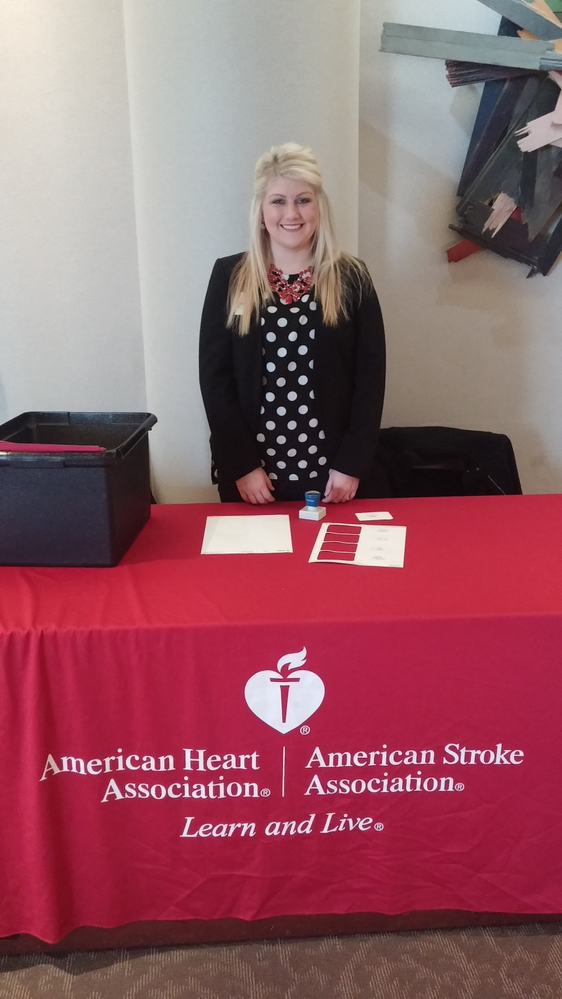 American Heart
Association®
American Stroke
Association®
Learn and Live®